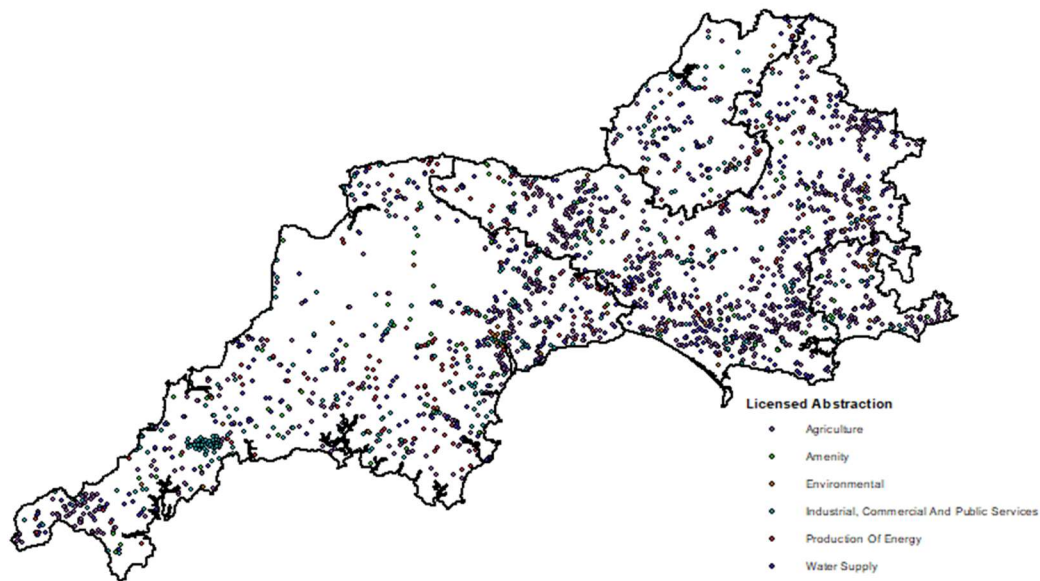 Licensed Abstraction
Agriculture
Amenity
Environmental
Industrial, Commercial And Public Services
Production Of Energy
Water Supply